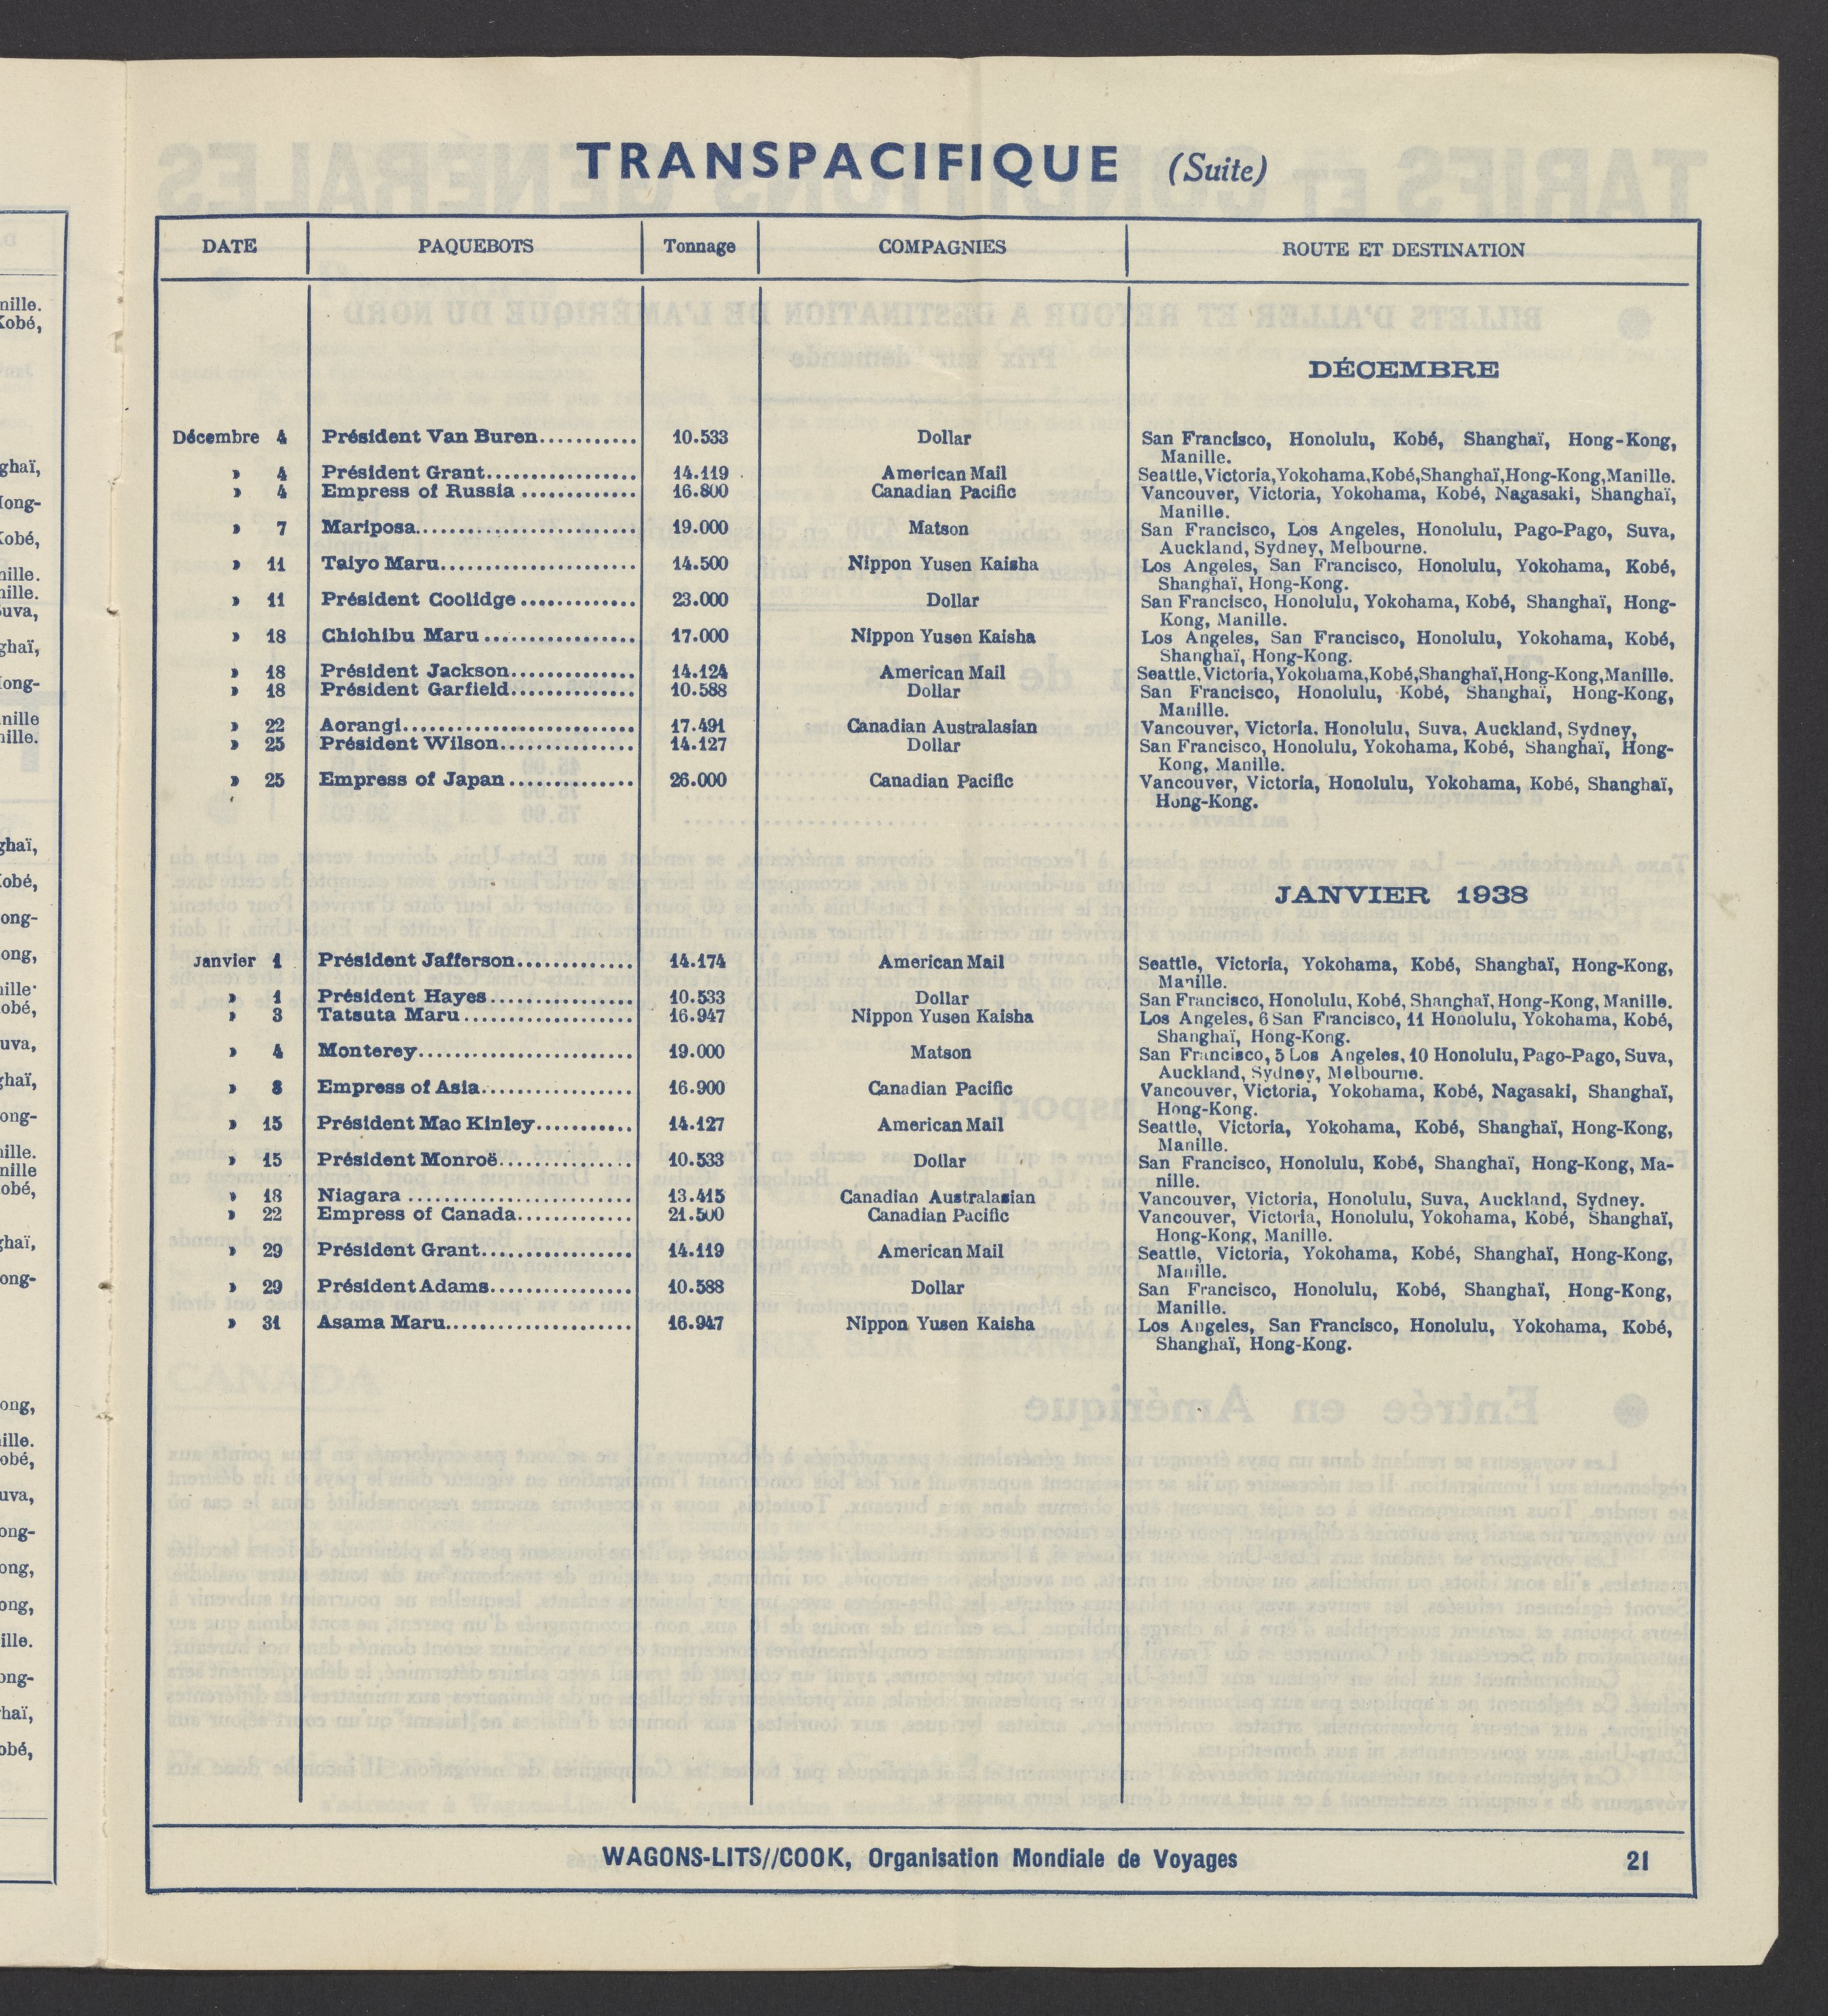 TRANSPACIFIQUE (Suite)
DATE PAQUEBOTS Tonnage COMPAGNIES ROUTE ET DESTINATION
DÉCEMBRE
Décembre 4 Président Van Buren........... 10.533 Dollar San Francisco, Honolulu, Kobé, Shanghaï, Hong-Kong,
Manille.
» 4 Président Grant................ 14.119 American Mail Seattle,Victoria,Yokohama,Kobé,Shanghaï,Hong-Kong,Manille.
» 4 Empress of Russia ............ 16.800 Canadian Pacific Vancouver, Victoria, Yokohama, Kobé, Nagasaki, Shanghaï,
Manille.
» 7 Mariposa....................... 19.000 Matson San Francisco, Los Angeles, Honolulu, Pago-Pago, Suva,
Auckland, Sydney, Melbourne.
» 11 Taiyo Maru..................... 14.500 Nippon Yusen Kaisha Los Angeles, San Francisco, Honolulu, Yokohama, Kobé,
Shanghaï, Hong-Kong.
» 11 Président Coolidge............. 23.000 Dollar San Francisco, Honolulu, Yokohama, Kobé, Shanghaï, Hong-
Kong, Manille.
» 18 Chichibu Maru ................ 17.000 Nippon Yusen Kaisha Los Angeles, San Francisco, Honolulu, Yokohama, Kobé,
Shanghaï, Hong-Kong.
» 18 Président Jackson............. 14.124 American Mail Seattle,Victoria,Yokohama,Kobé,Shanghaï,Hong-Kong,Manille.
» 18 Président Garfield............. 10.588 Dollar San Francisco, Honolulu, Kobé, Shanghaï, Hong-Kong,
Manille.
» 22 Aorangi........................ 17.491 Canadian Australasian Vancouver, Victoria, Honolulu, Suva, Auckland, Sydney,
» 25 Président Wilson.............. 14.127 Dollar San Francisco, Honolulu, Yokohama, Kobé, Shanghaï, Hong-
Kong, Manille.
» 25 Empress of Japan............. 26.000 Canadian Pacific Vancouver, Victoria, Honolulu, Yokohama, Kobé, Shanghaï,
Hong-Kong.
JANVIER 1938
Janvier 1 Président Jafferson............ 14.174 American Mail Seattle, Victoria, Yokohama, Kobé, Shanghaï, Hong-Kong,
Manille.
» 1 Président Hayes............... 10.533 Dollar San Francisco, Honolulu, Kobé, Shanghaï, Hong-Kong, Manille.
» 3 Tatsuta Maru.................. 16.947 Nippon Yusen Kaisha Los Angeles, 6 San Francisco, 11 Honolulu, Yokohama, Kobé,
Shanghaï, Hong-Kong.
» 4 Monterey....................... 19.000 Matson San Francisco, 5 Los Angeles, 10 Honolulu, Pago-Pago, Suva,
Auckland, Sydney, Melbourne.
» 8 Empress of Asia................ 16.900 Canadian Pacific Vancouver, Victoria, Yokohama, Kobé, Nagasaki, Shanghaï,
Hong-Kong.
» 15 Président Mac Kinley........... 14.127 American Mail Seattle, Victoria, Yokohama, Kobé, Shanghaï, Hong-Kong,
Manille.
» 15 Président Monroë.............. 10.533 Dollar San Francisco, Honolulu, Kobé, Shanghaï, Hong-Kong, Ma-
nille.
» 18 Niagara ....................... 13.415 Canadian Australasian Vancouver, Victoria, Honolulu, Suva, Auckland, Sydney.
» 22 Empress of Canada............ 21.500 Canadian Pacific Vancouver, Victoria, Honolulu, Yokohama, Kobé, Shanghaï,
Hong-Kong, Manille.
» 29 Président Grant................ 14.119 American Mail Seattle, Victoria, Yokohama, Kobé, Shanghaï, Hong-Kong,
Manille.
» 29 Président Adams............... 10.588 Dollar San Francisco, Honolulu, Kobé, Shanghaï, Hong-Kong,
Manille.
» 31 Asama Maru.................... 16.947 Nippon Yusen Kaisha Los Angeles, San Francisco, Honolulu, Yokohama, Kobé,
Shanghaï, Hong-Kong.
WAGONS-LITS//COOK, Organisation Mondiale de Voyages 21